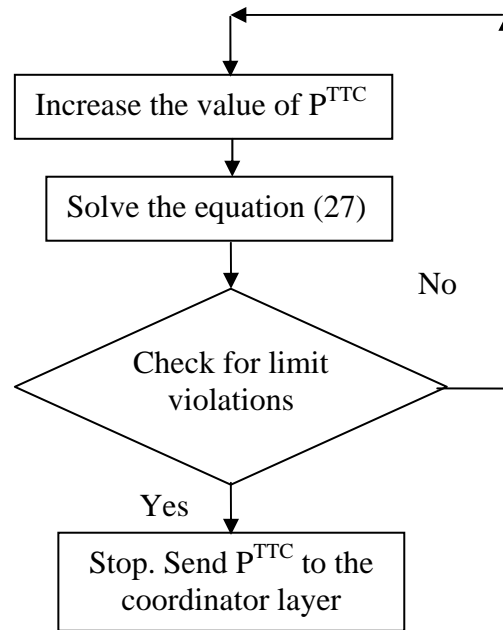 Increase the value of P^TTC
Solve the equation (27)
No
Check for limit
violations
Yes
Stop. Send P^TTC to the
coordinator layer